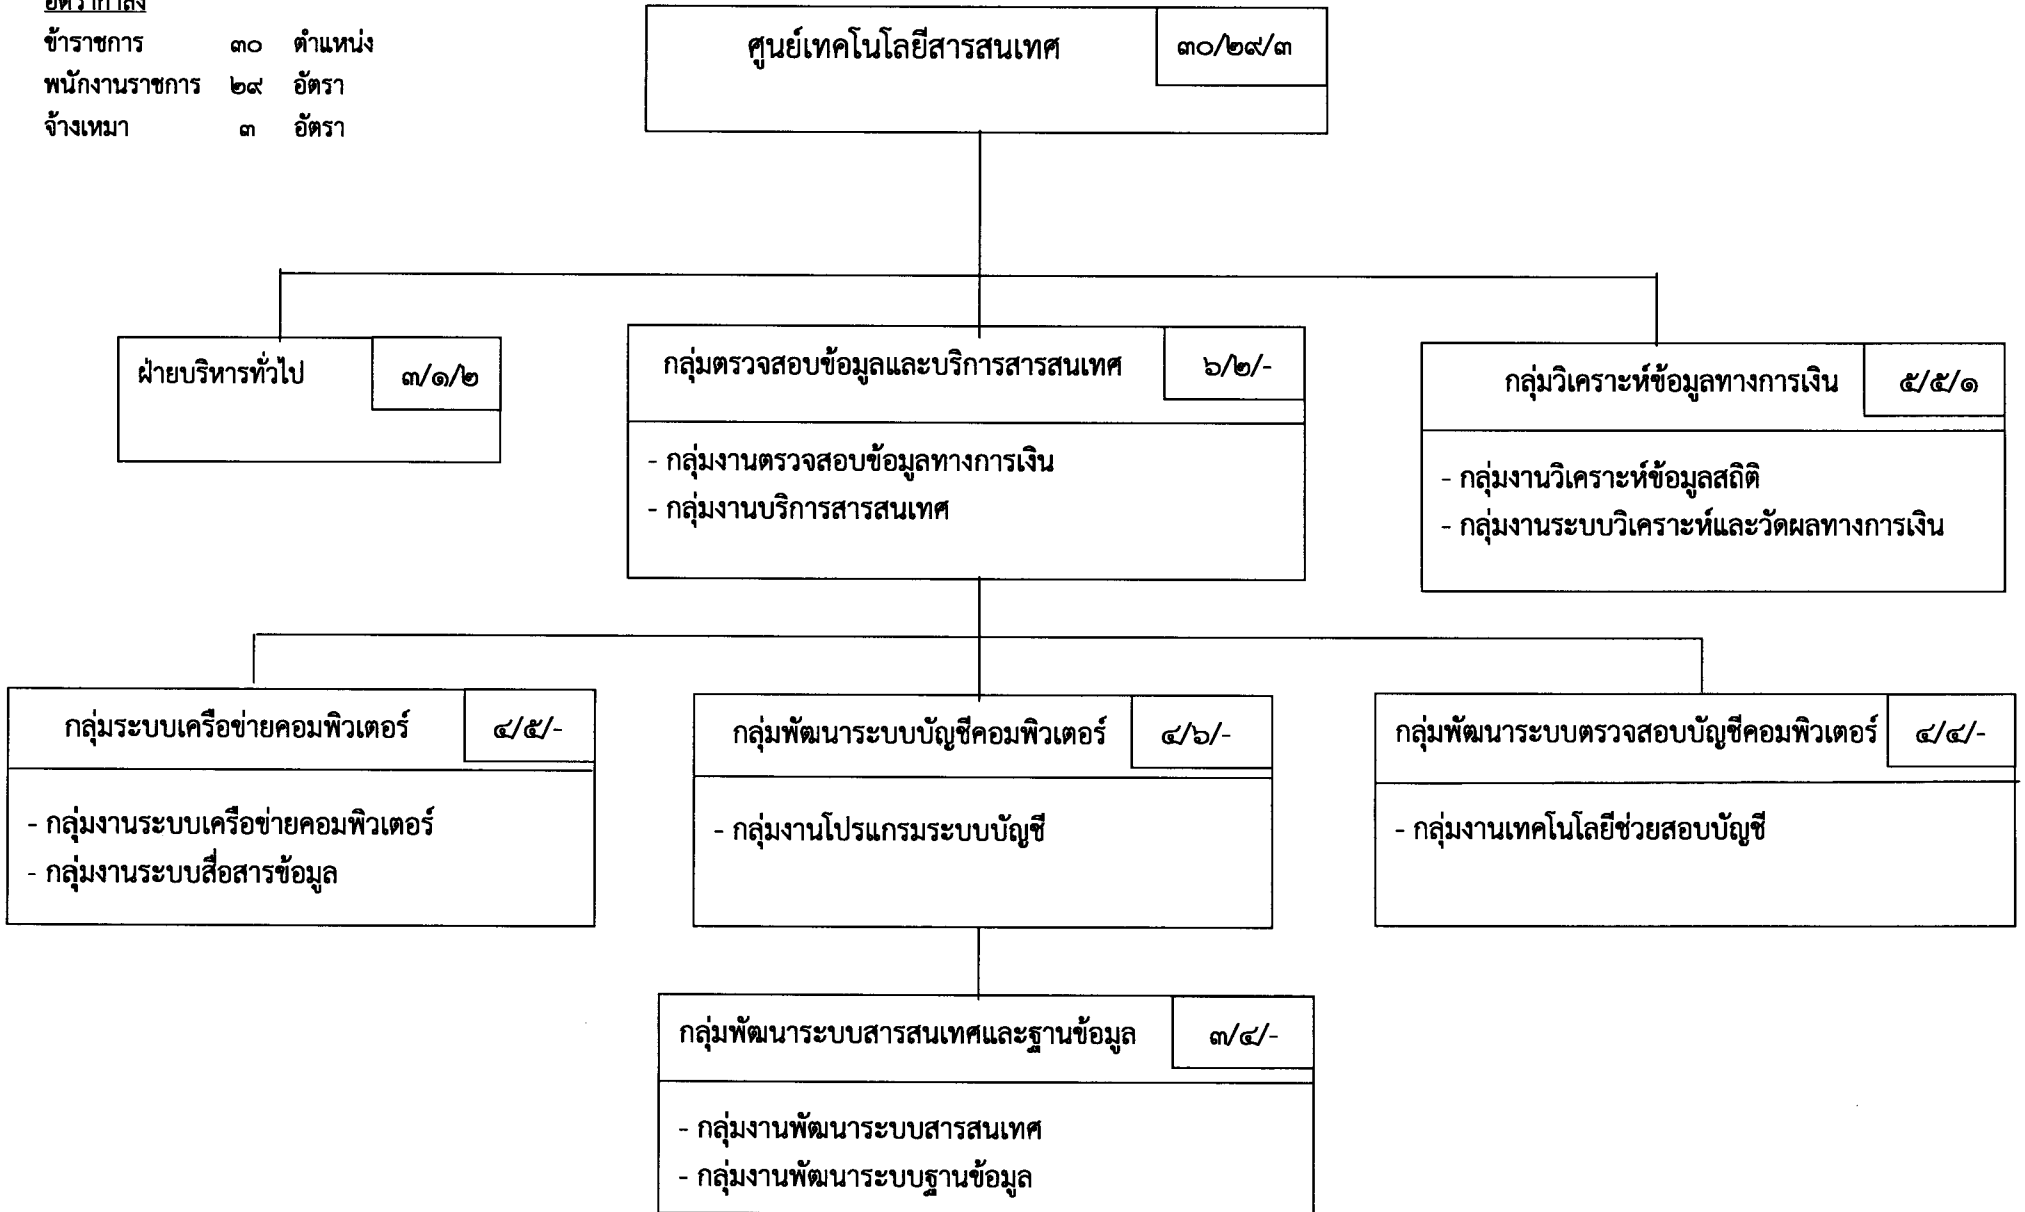 อัตรากำลัง
ข้าราชการ ๓๐ ตำแหน่ง
พนักงานราชการ ๒๙ อัตรา
จ้างเหมา ๓ อัตรา
ศูนย์เทคโนโลยีสารสนเทศ ๓๐/๒๙/๓
ฝ่ายบริหารทั่วไป ๓/๑/๒
กลุ่มตรวจสอบข้อมูลและบริการสารสนเทศ ๖/๒/-
- กลุ่มงานตรวจสอบข้อมูลทางการเงิน
- กลุ่มงานบริการสารสนเทศ
กลุ่มวิเคราะห์ข้อมูลทางการเงิน ๕/๕/๑
- กลุ่มงานวิเคราะห์ข้อมูลสถิติ
- กลุ่มงานระบบวิเคราะห์และวัดผลทางการเงิน
กลุ่มระบบเครือข่ายคอมพิวเตอร์ ๔/๕/-
- กลุ่มงานระบบเครือข่ายคอมพิวเตอร์
- กลุ่มงานระบบสื่อสารข้อมูล
กลุ่มพัฒนาระบบบัญชีคอมพิวเตอร์ ๔/๖/-
- กลุ่มงานโปรแกรมระบบบัญชี
กลุ่มพัฒนาระบบตรวจสอบบัญชีคอมพิวเตอร์ ๔/๔/-
- กลุ่มงานเทคโนโลยีช่วยสอบบัญชี
กลุ่มพัฒนาระบบสารสนเทศและฐานข้อมูล ๓/๔/-
- กลุ่มงานพัฒนาระบบสารสนเทศ
- กลุ่มงานพัฒนาระบบฐานข้อมูล